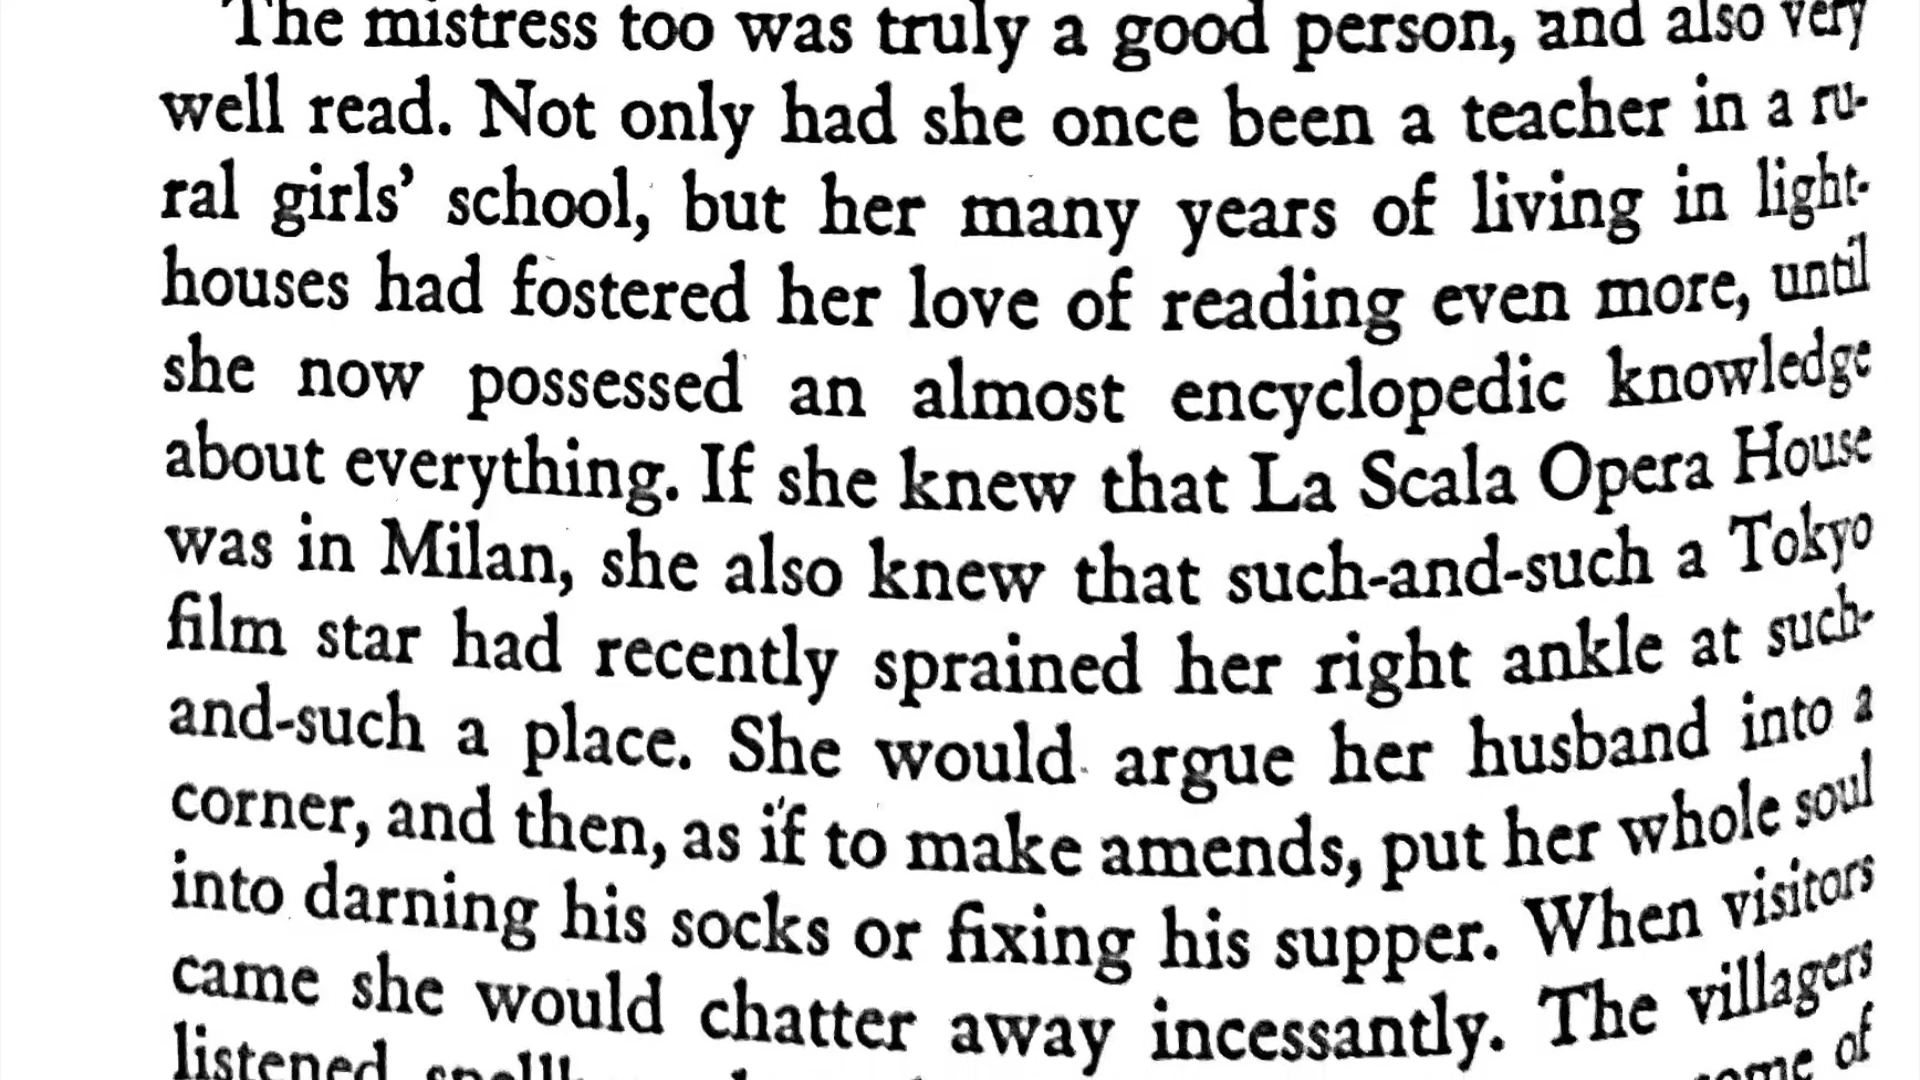 The mistress too was truly a good person, and also very
well read. Not only had she once been a teacher in a ru-
ral girls' school, but her many years of living in light-
houses had fostered her love of reading even more, until
she now possessed an almost encyclopedic knowledge
about everything. If she knew that La Scala Opera House
was in Milan, she also knew that such-and-such a Tokyo
film star had recently sprained her right ankle at such-
and-such a place. She would argue her husband into a
corner, and then, as if to make amends, put her whole soul
into darning his socks or fixing his supper. When visitors
came she would chatter away incessantly. The villagers
listened of